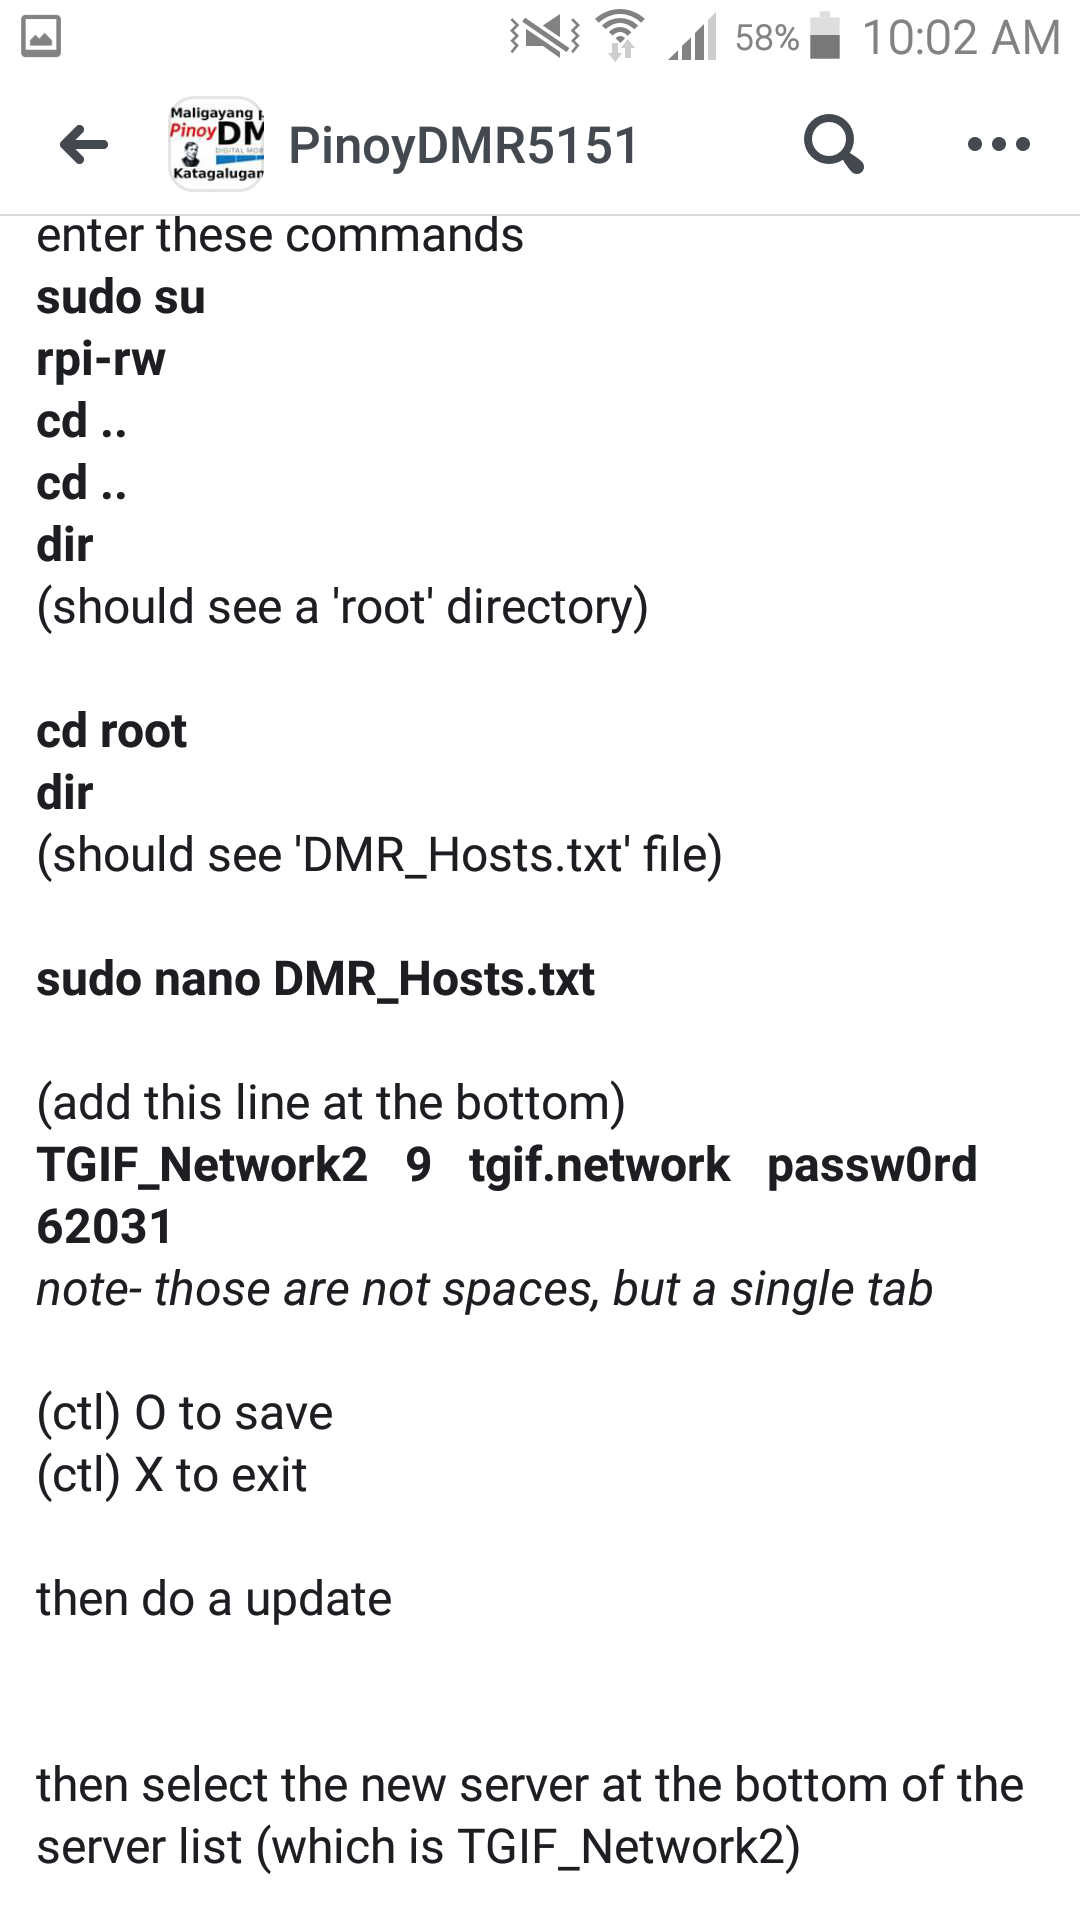 58% 10:02 AM
Maligayang p
PinoyDM
DIGITAL MOB
Katagalugan
PinoyDMR5151
enter these commands
sudo su
rpi-rw
cd ..
cd ..
dir
(should see a 'root' directory)
cd root
dir
(should see 'DMR_Hosts.txt' file)
sudo nano DMR_Hosts.txt
(add this line at the bottom)
TGIF_Network2 9 tgif.network passw0rd
62031
note- those are not spaces, but a single tab
(ctl) O to save
(ctl) X to exit
then do a update
then select the new server at the bottom of the
server list (which is TGIF_Network2)